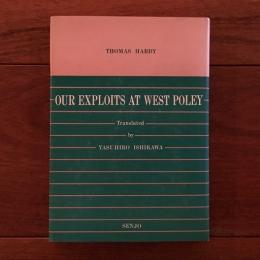 THOMAS HARDY
OUR EXPLOITS AT WEST POLEY
Translated
by
YASUHIRO ISHIKAWA
SENJO